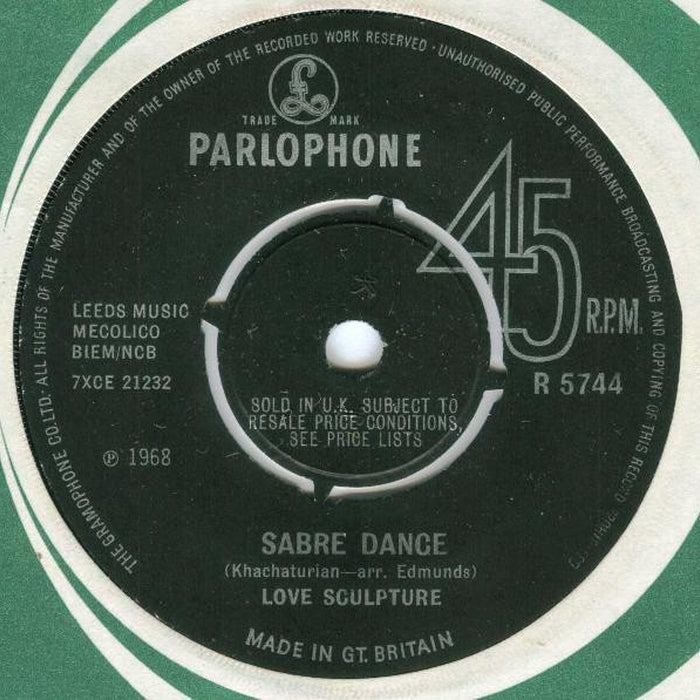 THE GRAMOPHONE CO. LTD. · ALL RIGHTS OF THE MANUFACTURER AND OF THE OWNER OF THE RECORDED WORK RESERVED · UNAUTHORISED PUBLIC PERFORMANCE BROADCASTING AND COPYING OF THIS RECORD
£
TRADE MARK
PARLOPHONE
45
R.P.M.
LEEDS MUSIC
MECOLICO
BIEM/NCB
7XCE 21232
R 5744
SOLD IN U.K. SUBJECT TO
RESALE PRICE CONDITIONS,
SEE PRICE LISTS
℗ 1968
SABRE DANCE
(Khachaturian—arr. Edmunds)
LOVE SCULPTURE
MADE IN GT. BRITAIN